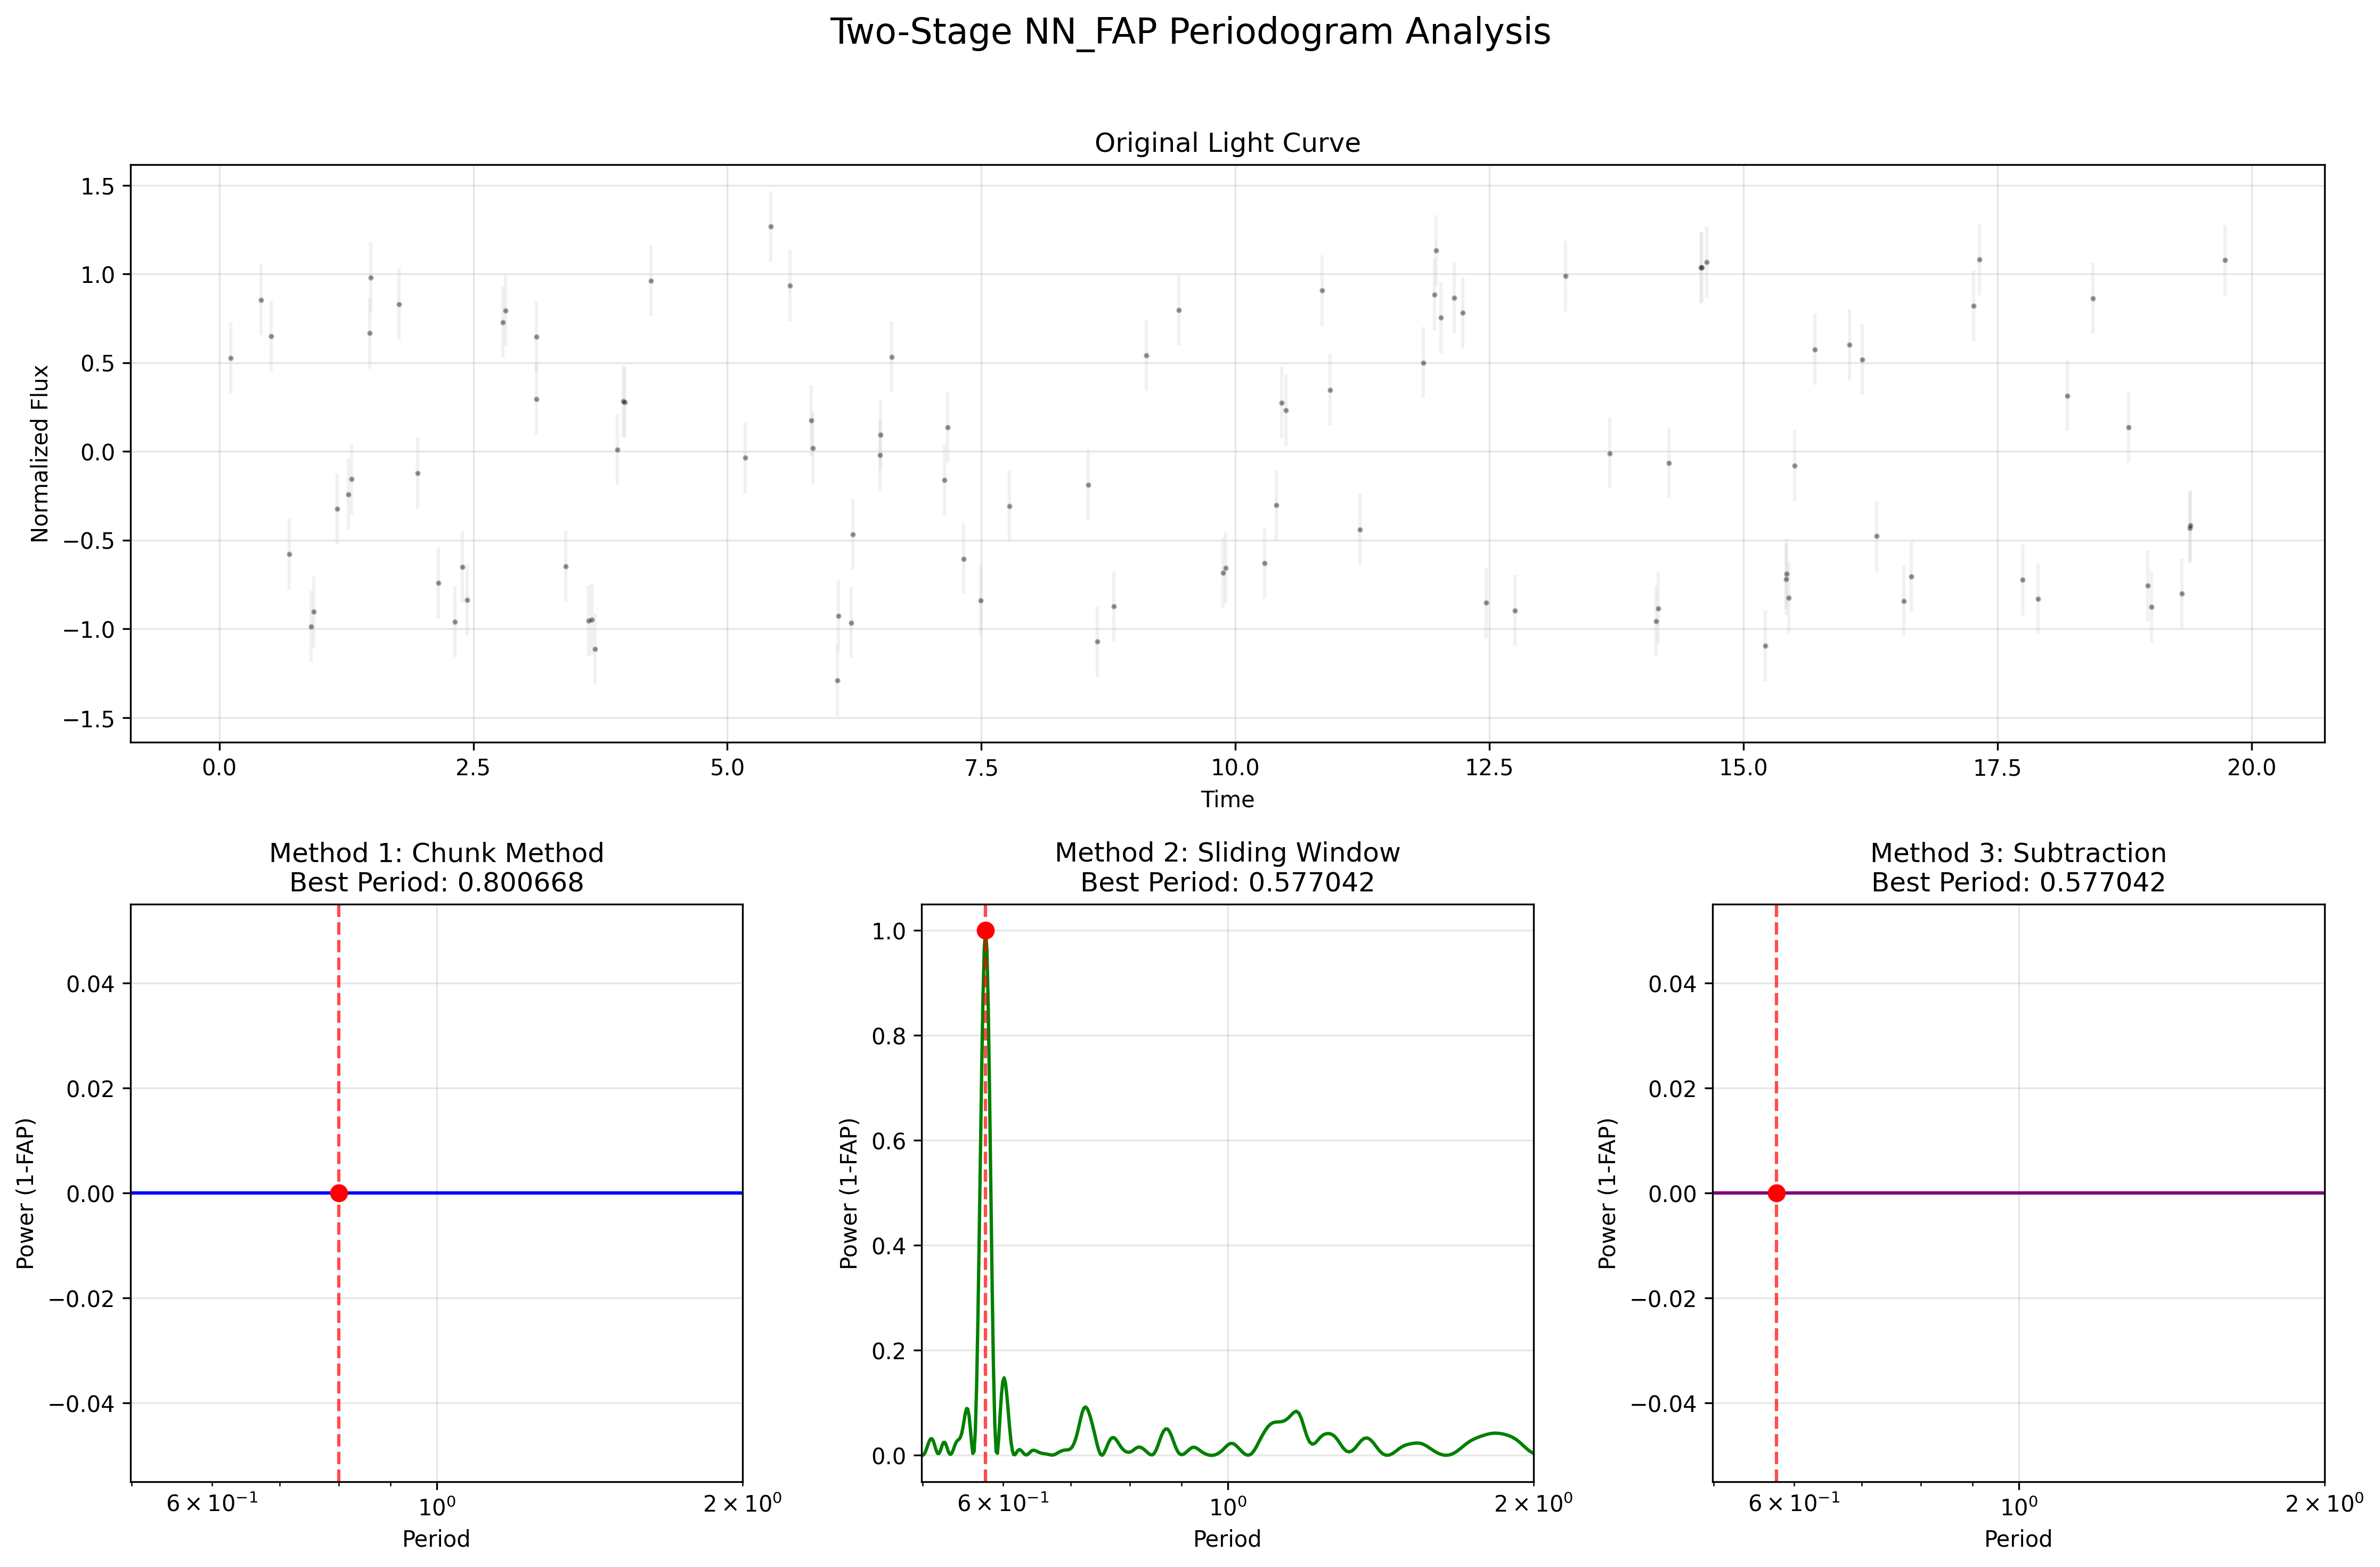 Two-Stage NN_FAP Periodogram Analysis
Original Light Curve
Normalized Flux
1.5
1.0
0.5
0.0
−0.5
−1.0
−1.5
0.0 2.5 5.0 7.5 10.0 12.5 15.0 17.5 20.0
Time
Method 1: Chunk Method
Best Period: 0.800668
Power (1-FAP)
0.04
0.02
0.00
−0.02
−0.04
6 × 10⁻¹ 10⁰ 2 × 10⁰
Period
Method 2: Sliding Window
Best Period: 0.577042
Power (1-FAP)
1.0
0.8
0.6
0.4
0.2
0.0
6 × 10⁻¹ 10⁰ 2 × 10⁰
Period
Method 3: Subtraction
Best Period: 0.577042
Power (1-FAP)
0.04
0.02
0.00
−0.02
−0.04
6 × 10⁻¹ 10⁰ 2 × 10⁰
Period